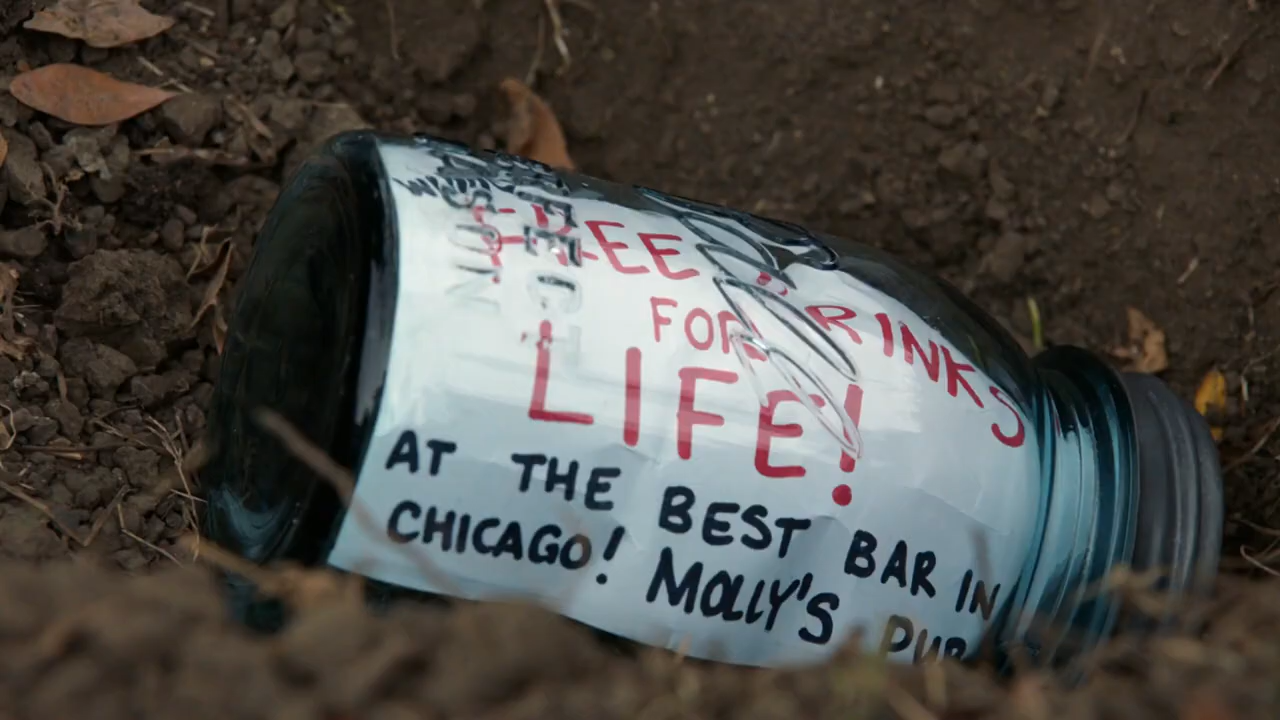 FREE DRINKS
FOR
LIFE!
AT THE BEST BAR IN
CHICAGO! MOLLY'S PUB